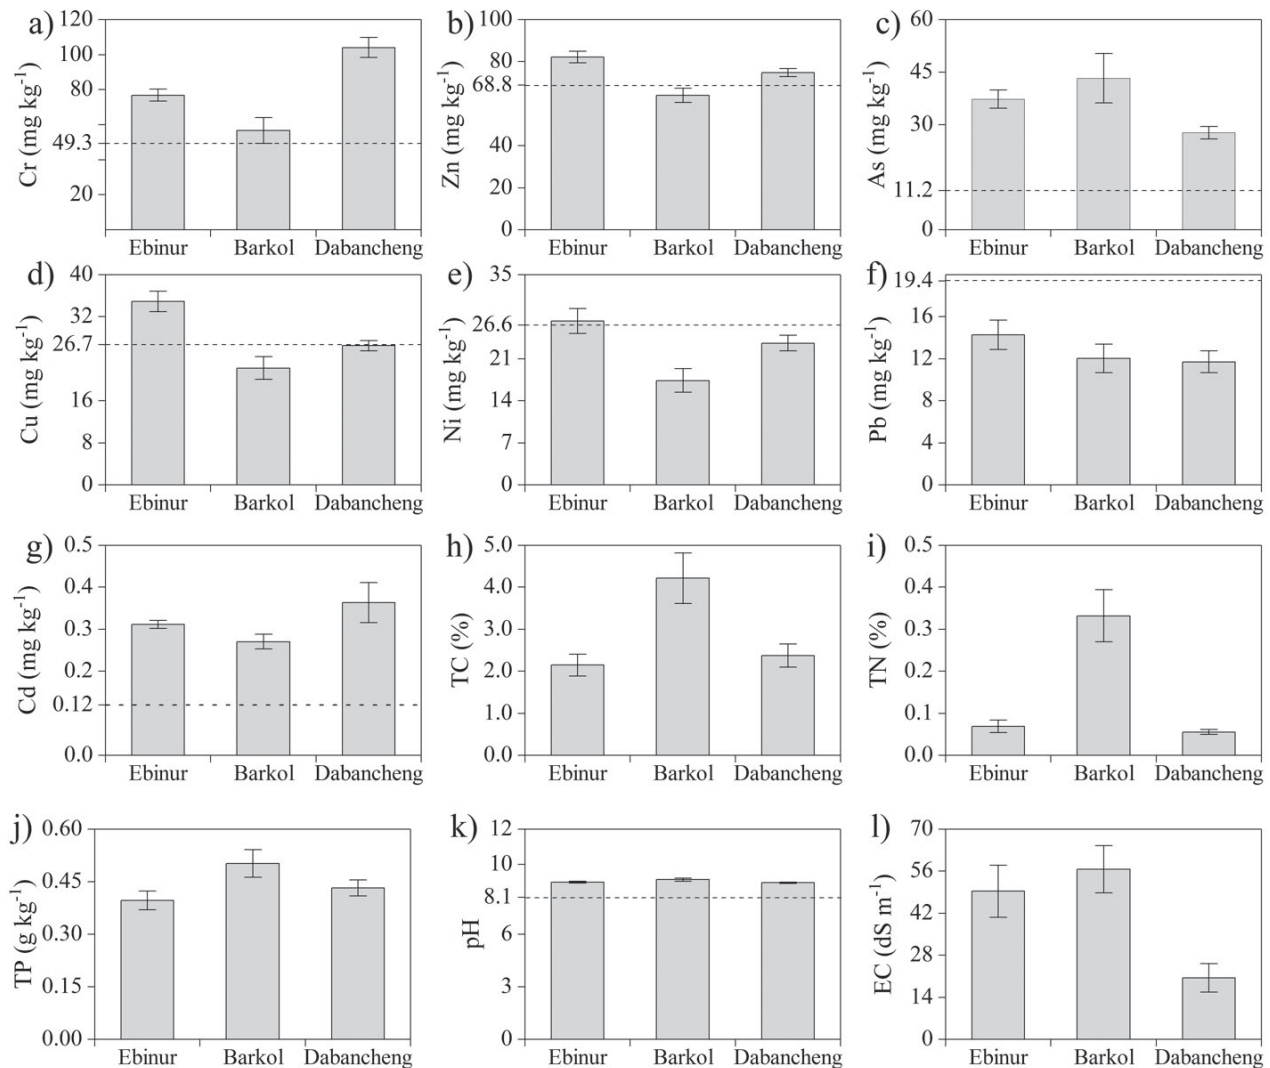 a) b) c)
Cr (mg kg⁻¹)
120
100
80
49.3
20
Ebinur Barkol Dabancheng
Zn (mg kg⁻¹)
100
80
68.8
40
20
0
Ebinur Barkol Dabancheng
As (mg kg⁻¹)
60
45
30
11.2
0
Ebinur Barkol Dabancheng
d) e) f)
Cu (mg kg⁻¹)
40
32
26.7
16
8
0
Ebinur Barkol Dabancheng
Ni (mg kg⁻¹)
35
26.6
21
14
7
0
Ebinur Barkol Dabancheng
Pb (mg kg⁻¹)
19.4
16
12
8
4
0
Ebinur Barkol Dabancheng
g) h) i)
Cd (mg kg⁻¹)
0.5
0.4
0.3
0.2
0.12
0.0
Ebinur Barkol Dabancheng
TC (%)
5.0
4.0
3.0
2.0
1.0
0.0
Ebinur Barkol Dabancheng
TN (%)
0.5
0.4
0.3
0.2
0.1
0.0
Ebinur Barkol Dabancheng
j) k) l)
TP (g kg⁻¹)
0.60
0.45
0.30
0.15
0.00
Ebinur Barkol Dabancheng
pH
12
10
8.1
6
3
0
Ebinur Barkol Dabancheng
EC (dS m⁻¹)
70
56
42
28
14
0
Ebinur Barkol Dabancheng